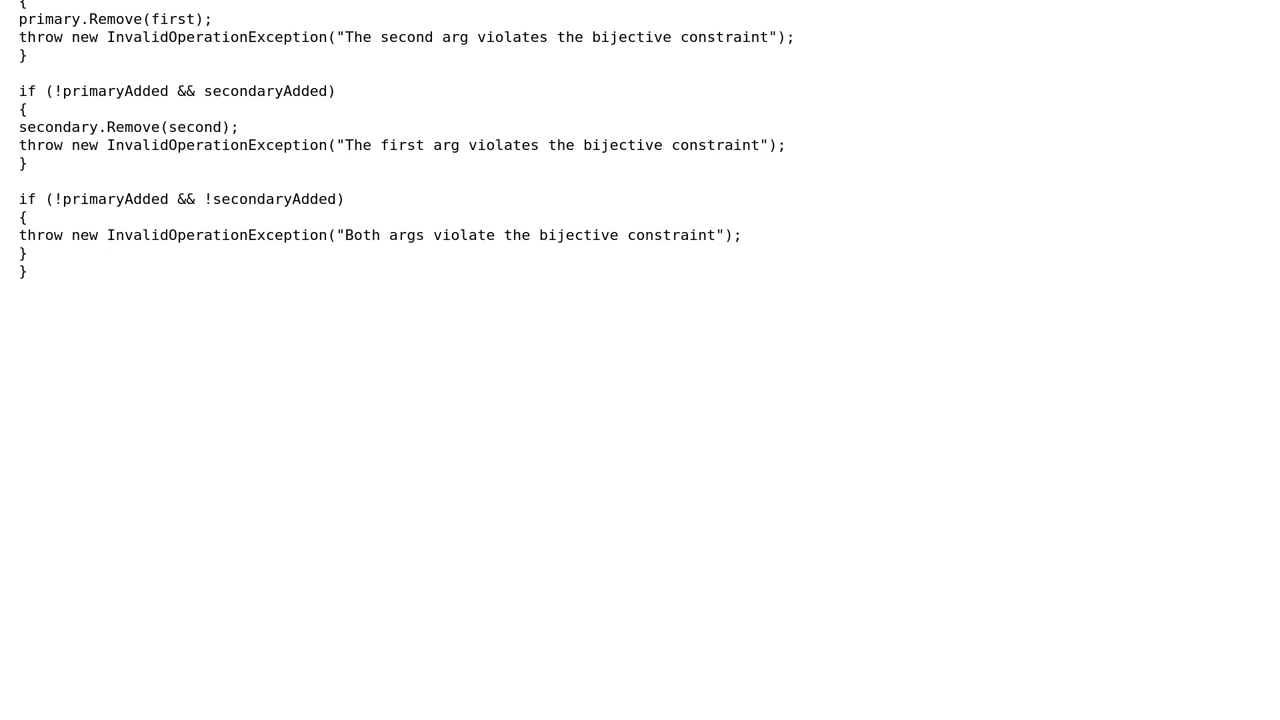 {
primary.Remove(first);
throw new InvalidOperationException("The second arg violates the bijective constraint");
}

if (!primaryAdded && secondaryAdded)
{
secondary.Remove(second);
throw new InvalidOperationException("The first arg violates the bijective constraint");
}

if (!primaryAdded && !secondaryAdded)
{
throw new InvalidOperationException("Both args violate the bijective constraint");
}
}